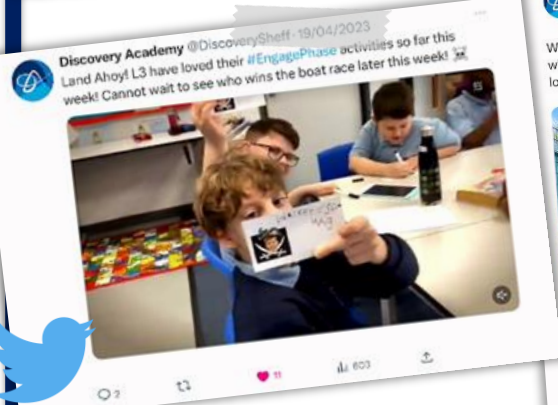 Discovery Academy @DiscoverySheff · 19/04/2023
Land Ahoy! L3 have loved their #EngagePhase activities so far this
week! Cannot wait to see who wins the boat race later this week! ☠️
2
11
603